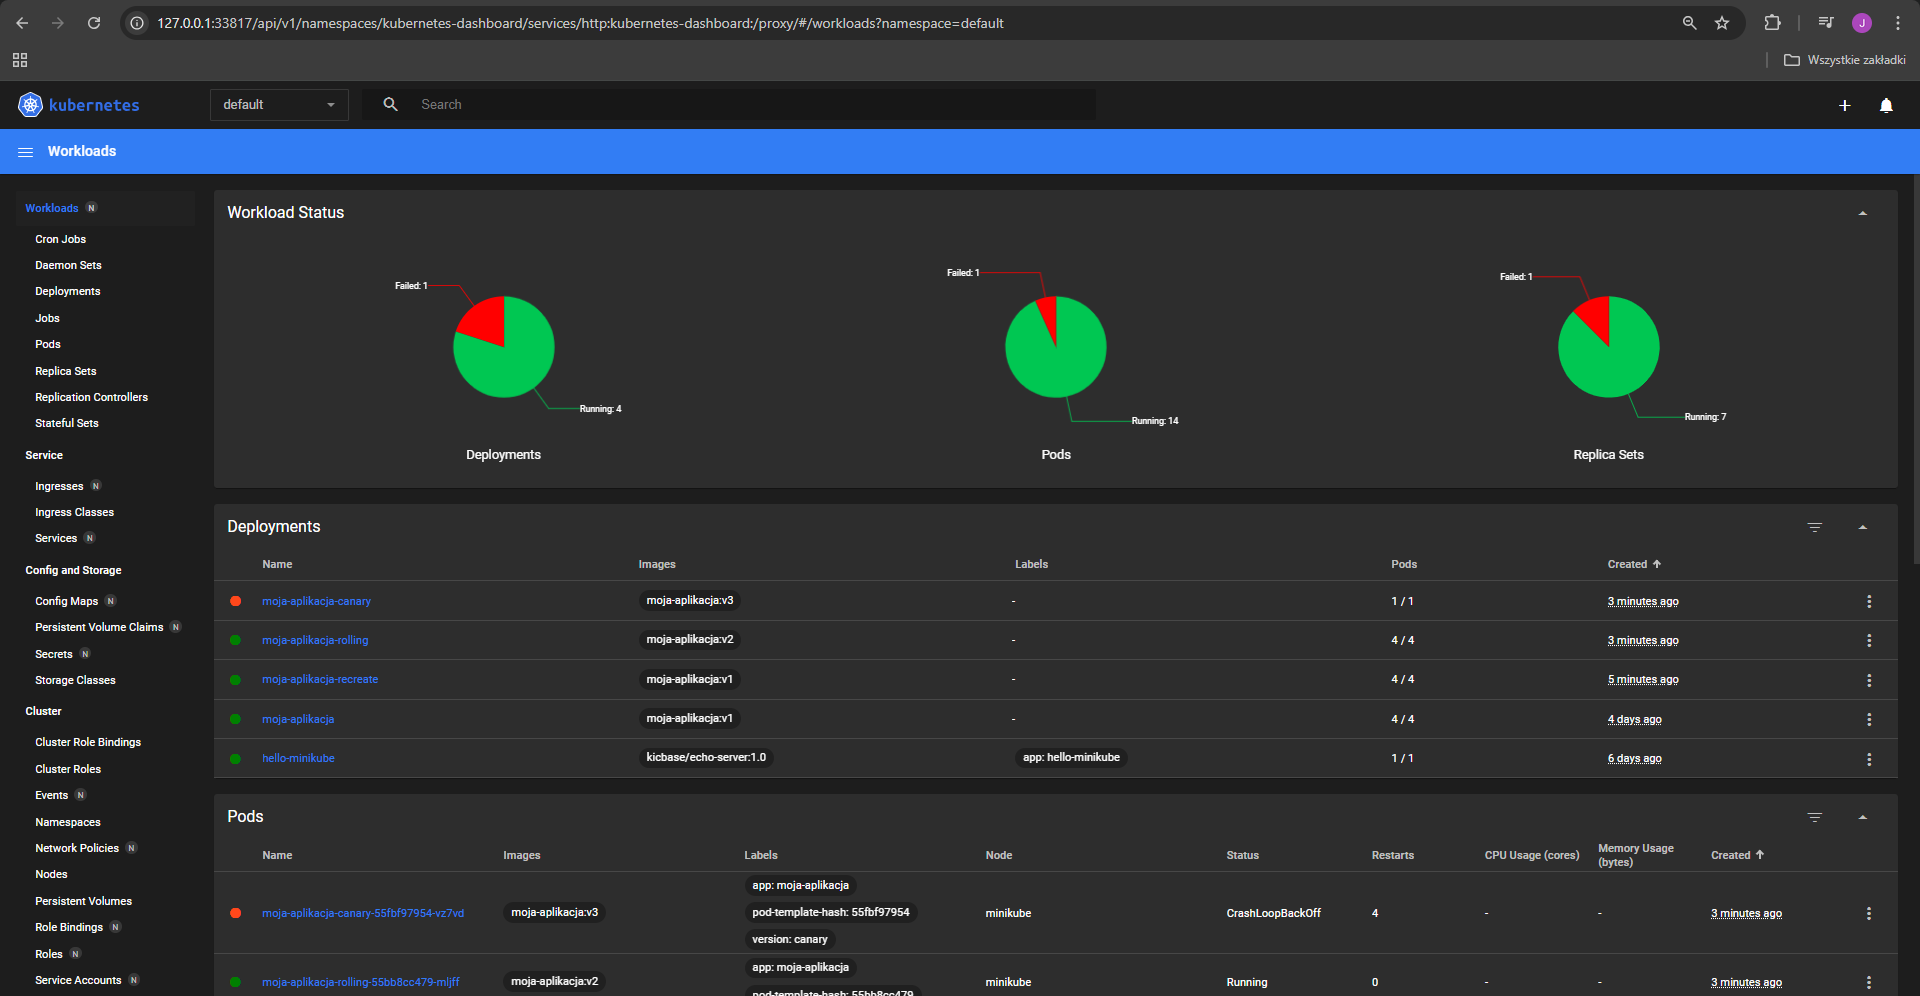 127.0.0.1:33817/api/v1/namespaces/kubernetes-dashboard/services/http:kubernetes-dashboard:/proxy/#/workloads?namespace=default
J
Wszystkie zakładki
kubernetes
default
Search
Workloads
Workloads N
Cron Jobs
Daemon Sets
Deployments
Jobs
Pods
Replica Sets
Replication Controllers
Stateful Sets
Service
Ingresses N
Ingress Classes
Services N
Config and Storage
Config Maps N
Persistent Volume Claims N
Secrets N
Storage Classes
Cluster
Cluster Role Bindings
Cluster Roles
Events N
Namespaces
Network Policies N
Nodes
Persistent Volumes
Role Bindings N
Roles N
Service Accounts N
Workload Status
Failed: 1
Running: 4
Deployments
Failed: 1
Running: 14
Pods
Failed: 1
Running: 7
Replica Sets
Deployments
Name Images Labels Pods Created
moja-aplikacja-canary moja-aplikacja:v3 - 1 / 1 3 minutes ago
moja-aplikacja-rolling moja-aplikacja:v2 - 4 / 4 3 minutes ago
moja-aplikacja-recreate moja-aplikacja:v1 - 4 / 4 5 minutes ago
moja-aplikacja moja-aplikacja:v1 - 4 / 4 4 days ago
hello-minikube kicbase/echo-server:1.0 app: hello-minikube 1 / 1 6 days ago
Pods
Name Images Labels Node Status Restarts CPU Usage (cores) Memory Usage (bytes) Created
app: moja-aplikacja
moja-aplikacja-canary-55fbf97954-vz7vd moja-aplikacja:v3 pod-template-hash: 55fbf97954 minikube CrashLoopBackOff 4 - - 3 minutes ago
version: canary
app: moja-aplikacja
moja-aplikacja-rolling-55bb8cc479-mljff moja-aplikacja:v2 minikube Running 0 - - 3 minutes ago
pod-template-hash: 55bb8cc479